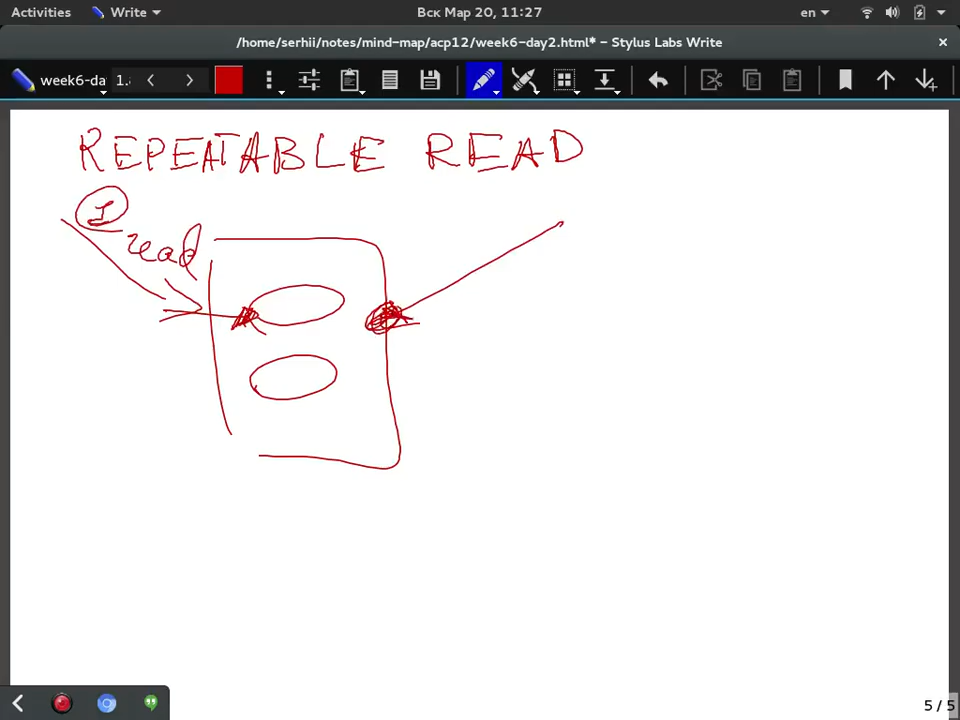 Activities Write Вск Мар 20, 11:27 en
/home/serhii/notes/mind-map/acp12/week6-day2.html* – Stylus Labs Write
week6-da 1.
REPEATABLE READ
1
read
5 / 5